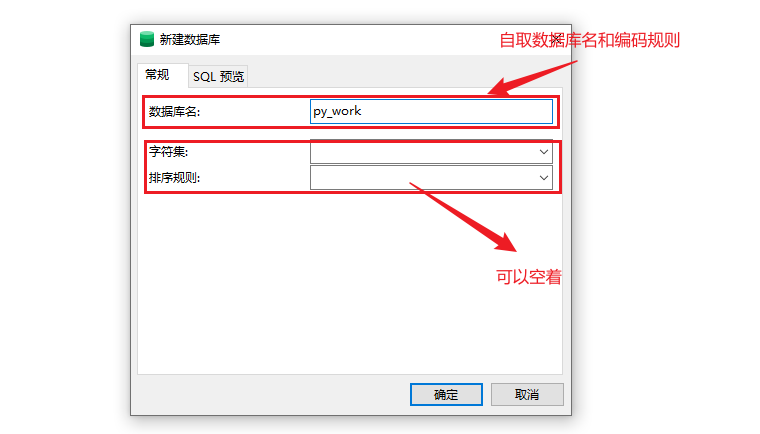 新建数据库
自取数据库名和编码规则
常规
SQL 预览
数据库名:
py_work
字符集:
排序规则:
可以空着
确定
取消